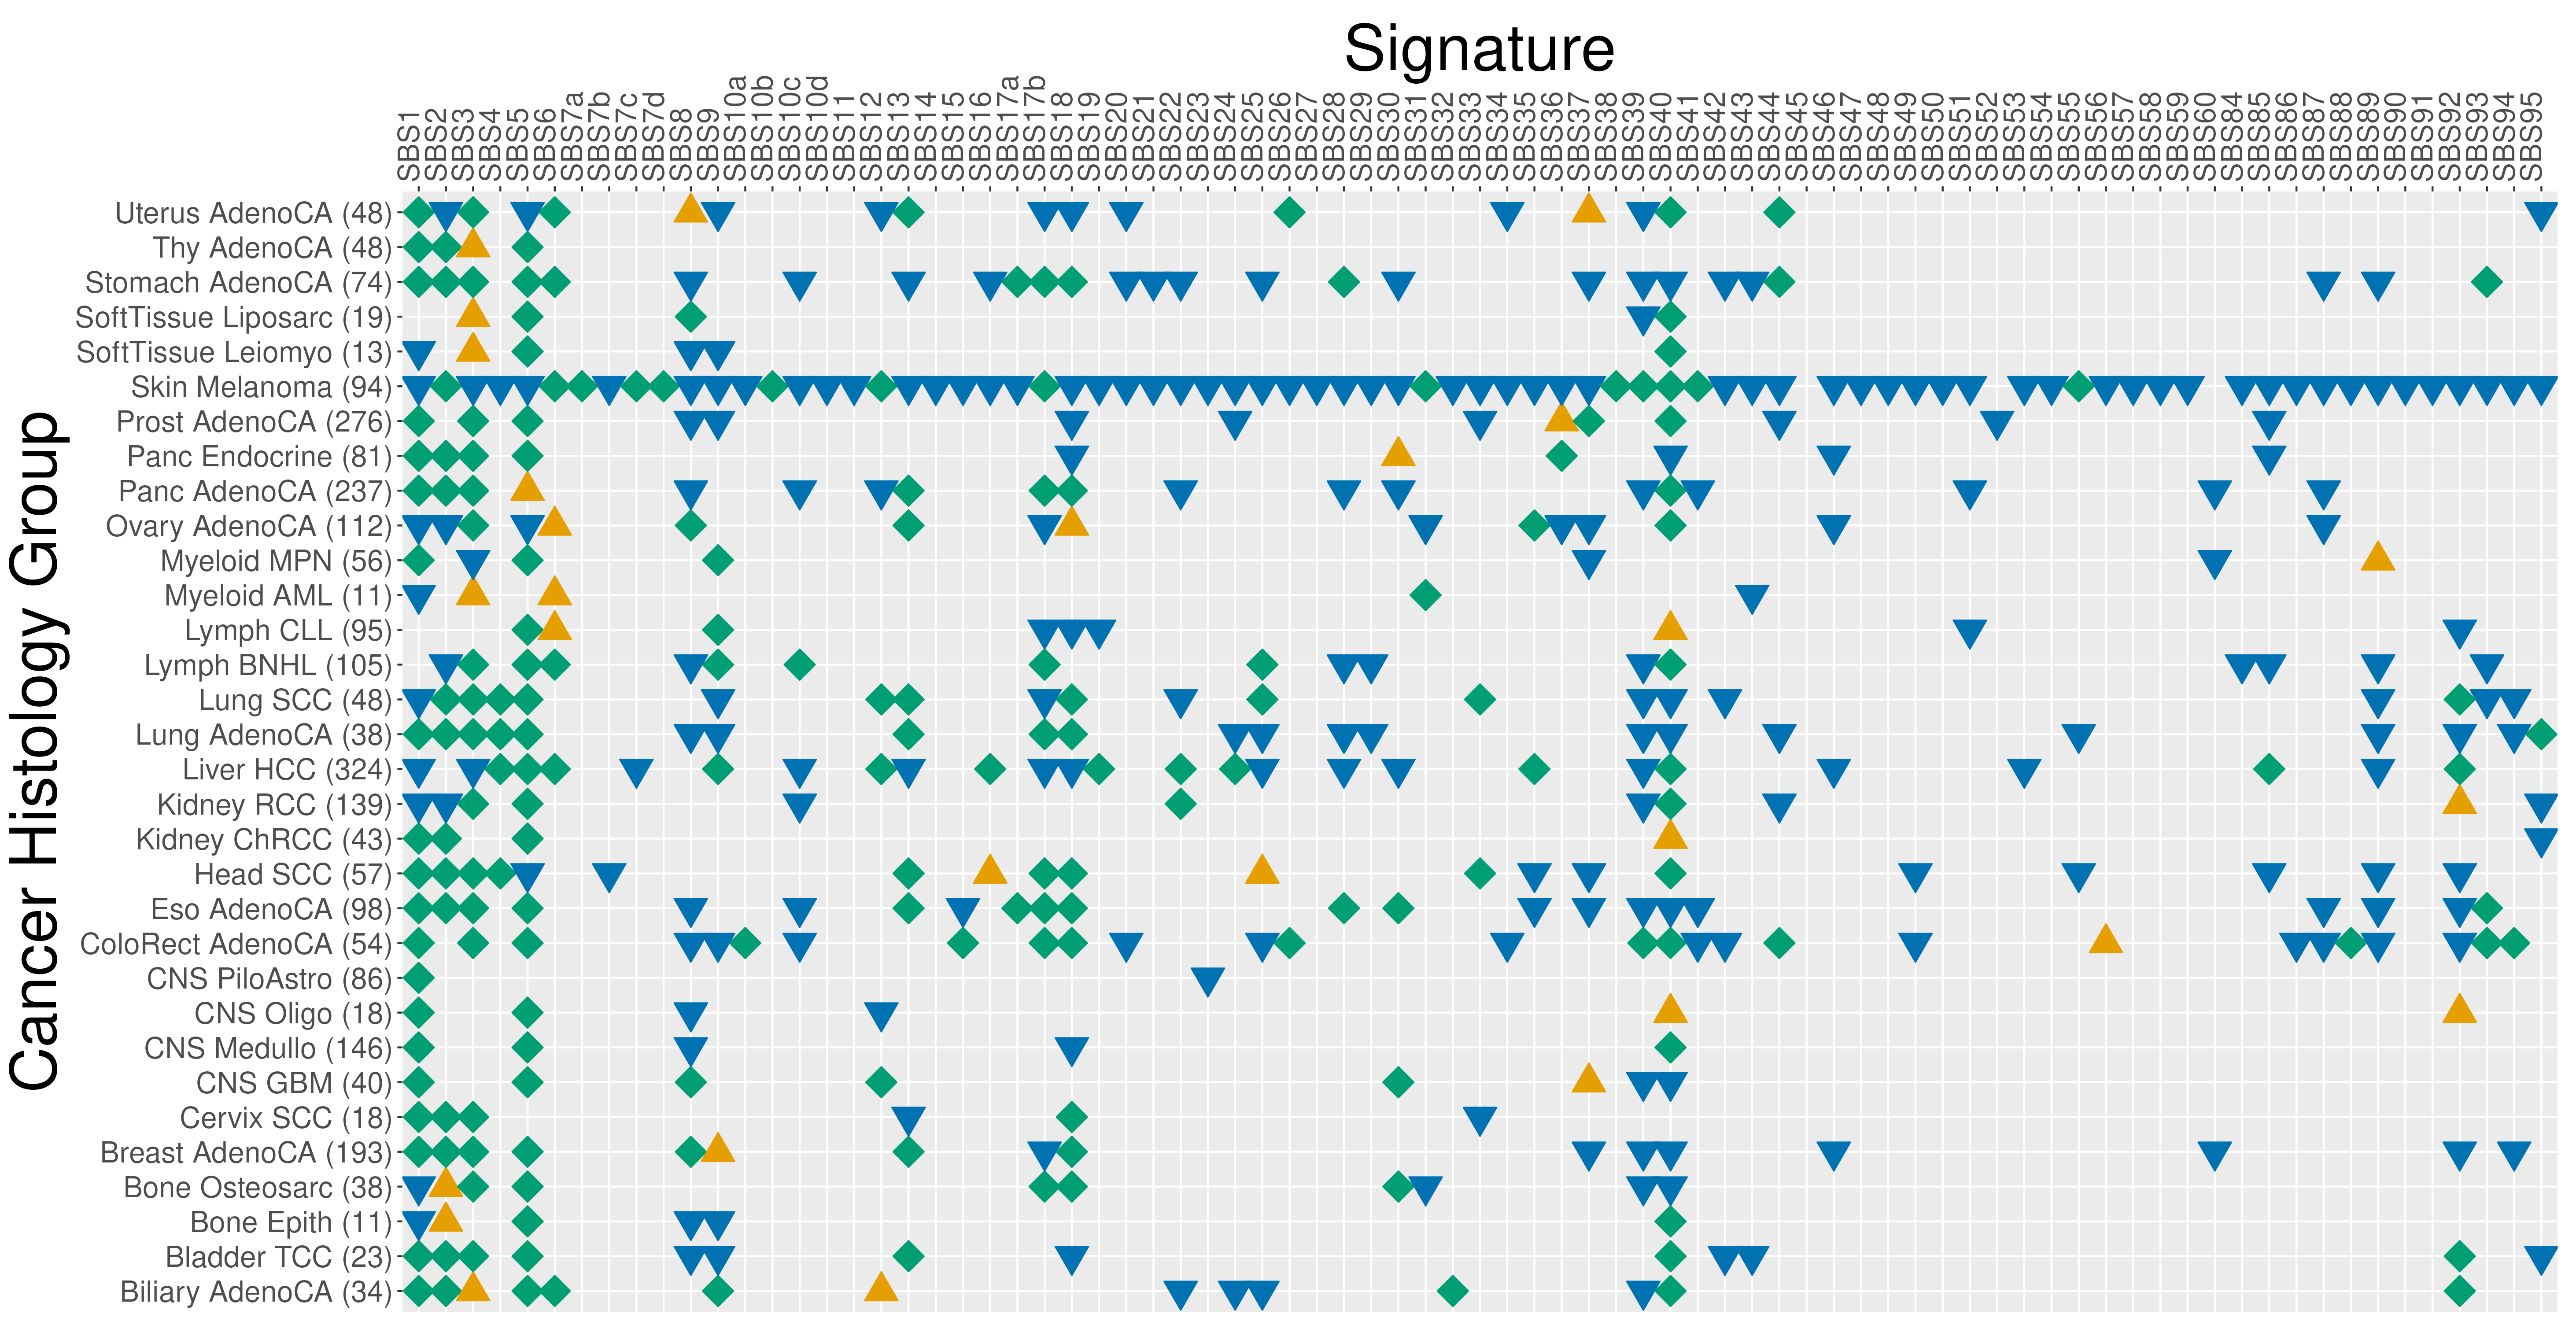 Signature
SBS1
SBS2
SBS3
SBS4
SBS5
SBS6
SBS7a
SBS7b
SBS7c
SBS7d
SBS8
SBS9
SBS10a
SBS10b
SBS10c
SBS10d
SBS11
SBS12
SBS13
SBS14
SBS15
SBS16
SBS17a
SBS17b
SBS18
SBS19
SBS20
SBS21
SBS22
SBS23
SBS24
SBS25
SBS26
SBS27
SBS28
SBS29
SBS30
SBS31
SBS32
SBS33
SBS34
SBS35
SBS36
SBS37
SBS38
SBS39
SBS40
SBS41
SBS42
SBS43
SBS44
SBS45
SBS46
SBS47
SBS48
SBS49
SBS50
SBS51
SBS52
SBS53
SBS54
SBS55
SBS56
SBS57
SBS58
SBS59
SBS60
SBS84
SBS85
SBS86
SBS87
SBS88
SBS89
SBS90
SBS91
SBS92
SBS93
SBS94
SBS95
Cancer Histology Group
Uterus AdenoCA (48)
Thy AdenoCA (48)
Stomach AdenoCA (74)
SoftTissue Liposarc (19)
SoftTissue Leiomyo (13)
Skin Melanoma (94)
Prost AdenoCA (276)
Panc Endocrine (81)
Panc AdenoCA (237)
Ovary AdenoCA (112)
Myeloid MPN (56)
Myeloid AML (11)
Lymph CLL (95)
Lymph BNHL (105)
Lung SCC (48)
Lung AdenoCA (38)
Liver HCC (324)
Kidney RCC (139)
Kidney ChRCC (43)
Head SCC (57)
Eso AdenoCA (98)
ColoRect AdenoCA (54)
CNS PiloAstro (86)
CNS Oligo (18)
CNS Medullo (146)
CNS GBM (40)
Cervix SCC (18)
Breast AdenoCA (193)
Bone Osteosarc (38)
Bone Epith (11)
Bladder TCC (23)
Biliary AdenoCA (34)